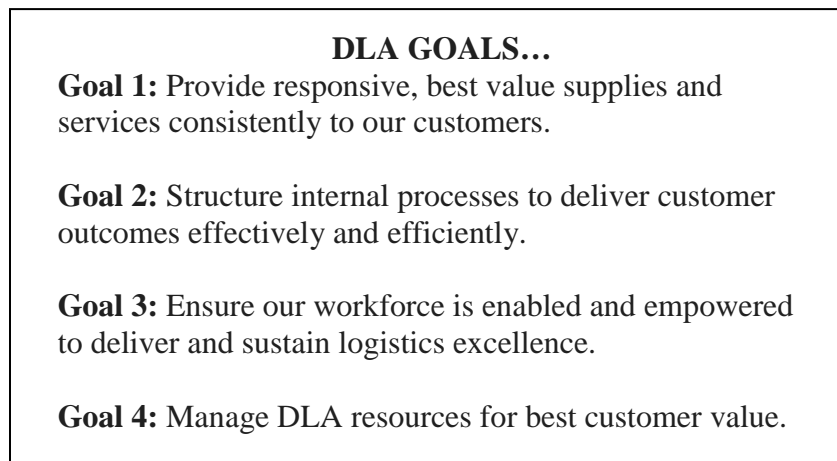 DLA GOALS…
Goal 1: Provide responsive, best value supplies and
services consistently to our customers.
Goal 2: Structure internal processes to deliver customer
outcomes effectively and efficiently.
Goal 3: Ensure our workforce is enabled and empowered
to deliver and sustain logistics excellence.
Goal 4: Manage DLA resources for best customer value.